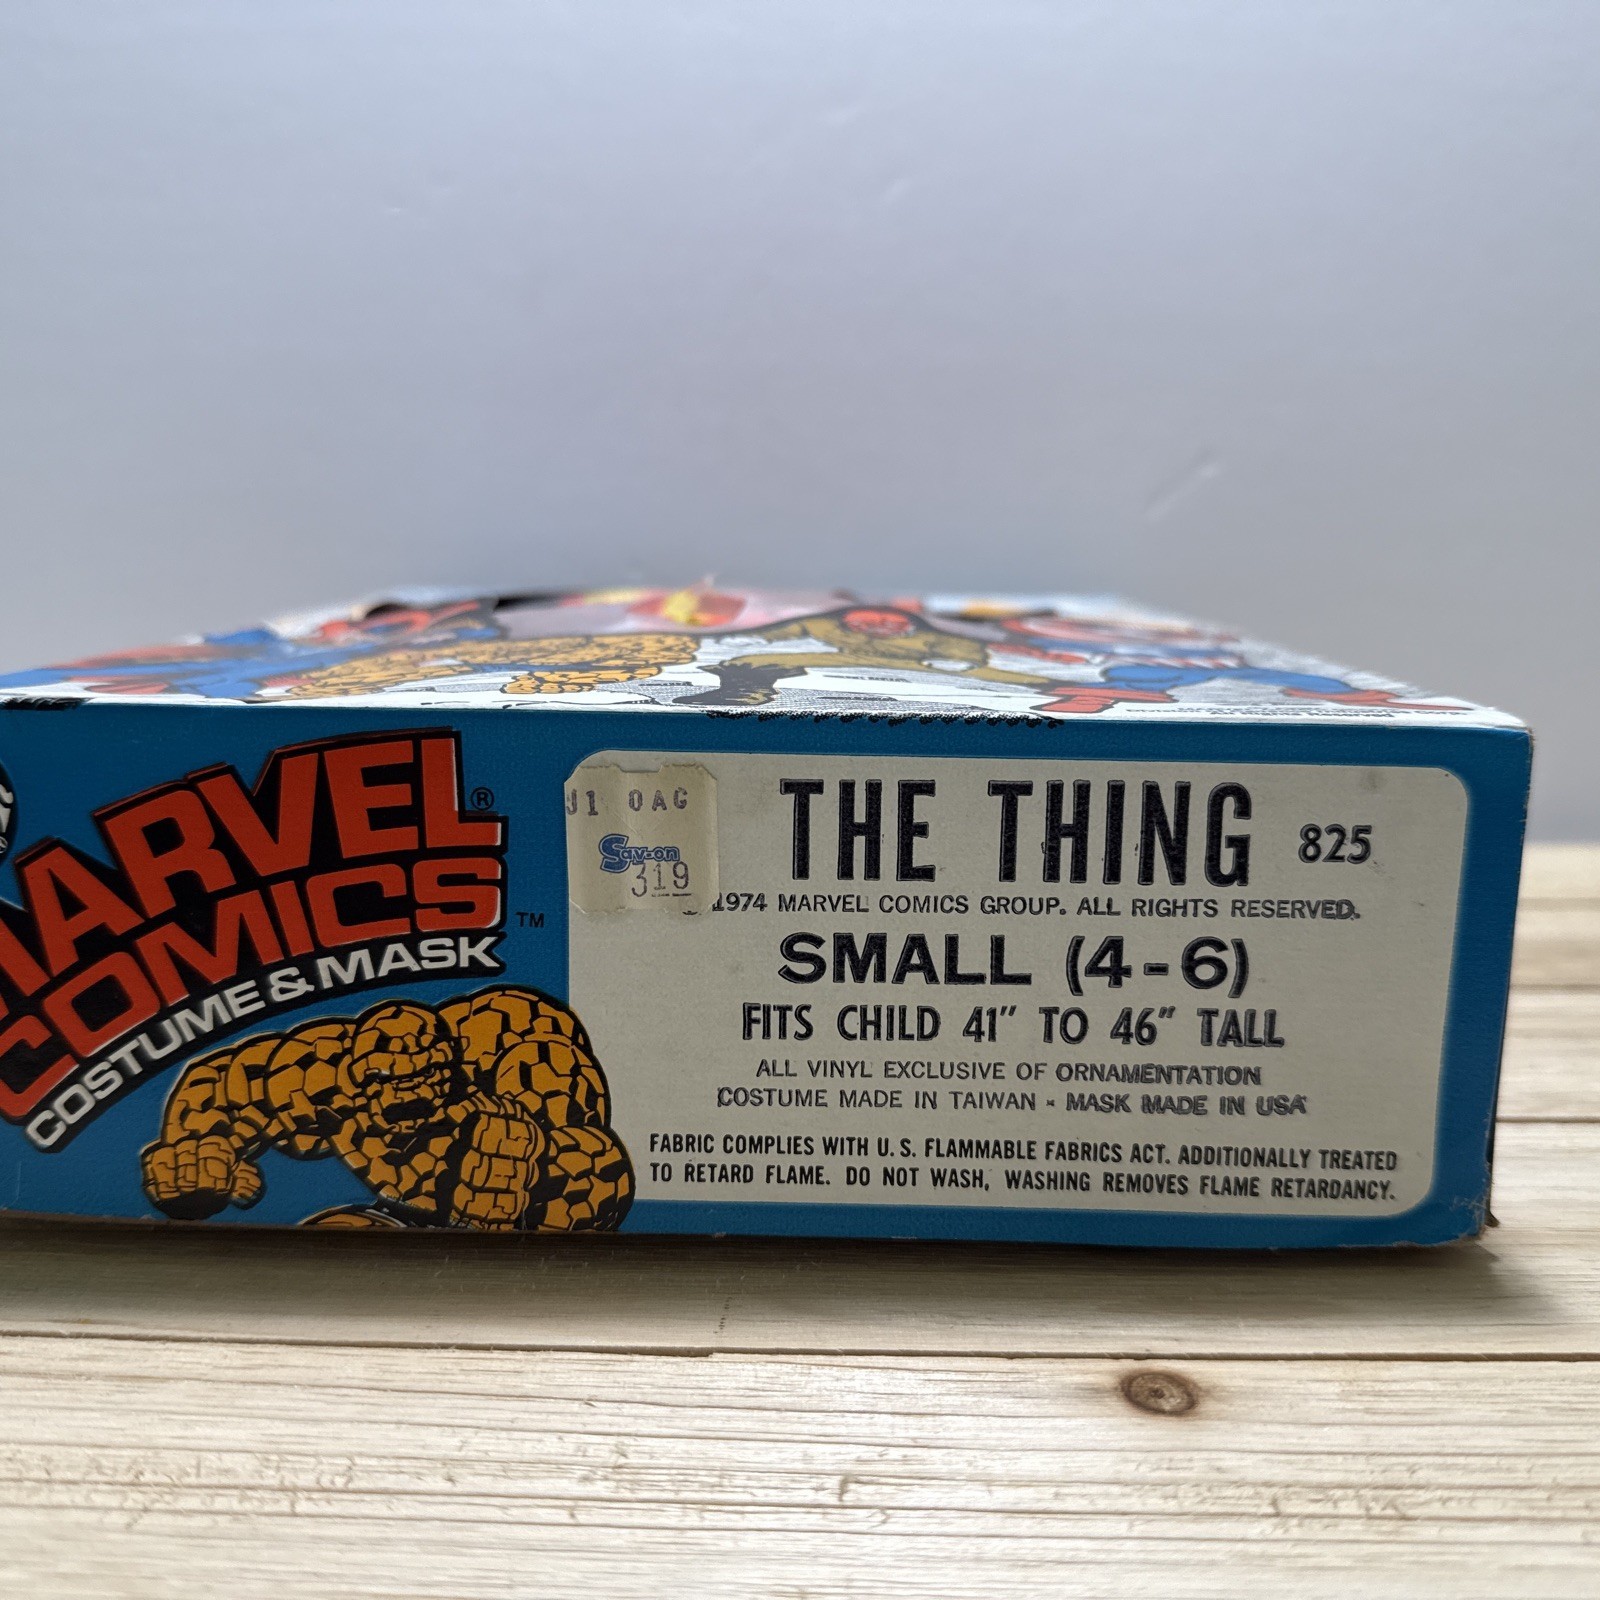 MARVEL®
COMICS™
COSTUME & MASK
J1 OAG
Sav-on
319
THE THING 825
1974 MARVEL COMICS GROUP. ALL RIGHTS RESERVED.
SMALL (4-6)
FITS CHILD 41" TO 46" TALL
ALL VINYL EXCLUSIVE OF ORNAMENTATION
COSTUME MADE IN TAIWAN - MASK MADE IN USA
FABRIC COMPLIES WITH U. S. FLAMMABLE FABRICS ACT. ADDITIONALLY TREATED
TO RETARD FLAME. DO NOT WASH, WASHING REMOVES FLAME RETARDANCY.